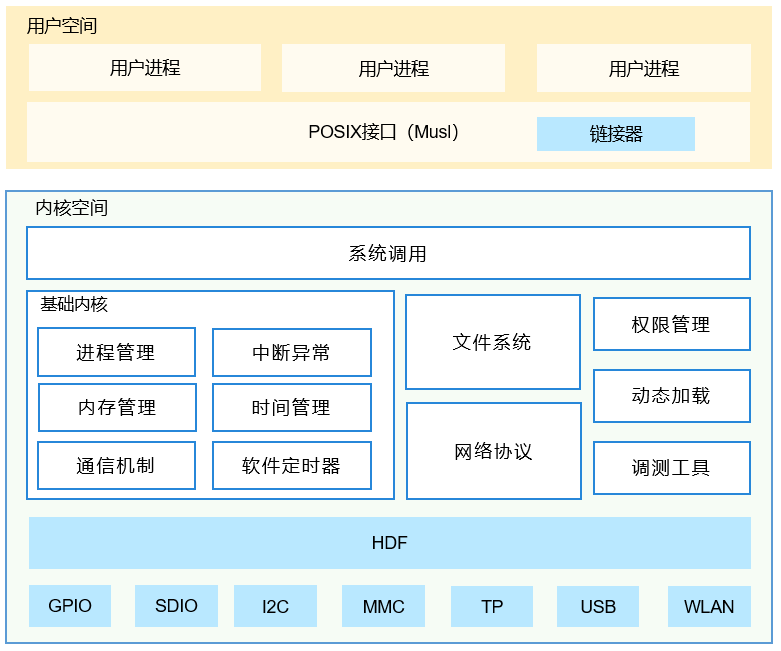 用户空间
用户进程
用户进程
用户进程
POSIX接口（Musl）
链接器
内核空间
系统调用
基础内核
进程管理
中断异常
内存管理
时间管理
通信机制
软件定时器
文件系统
网络协议
权限管理
动态加载
调测工具
HDF
GPIO
SDIO
I2C
MMC
TP
USB
WLAN